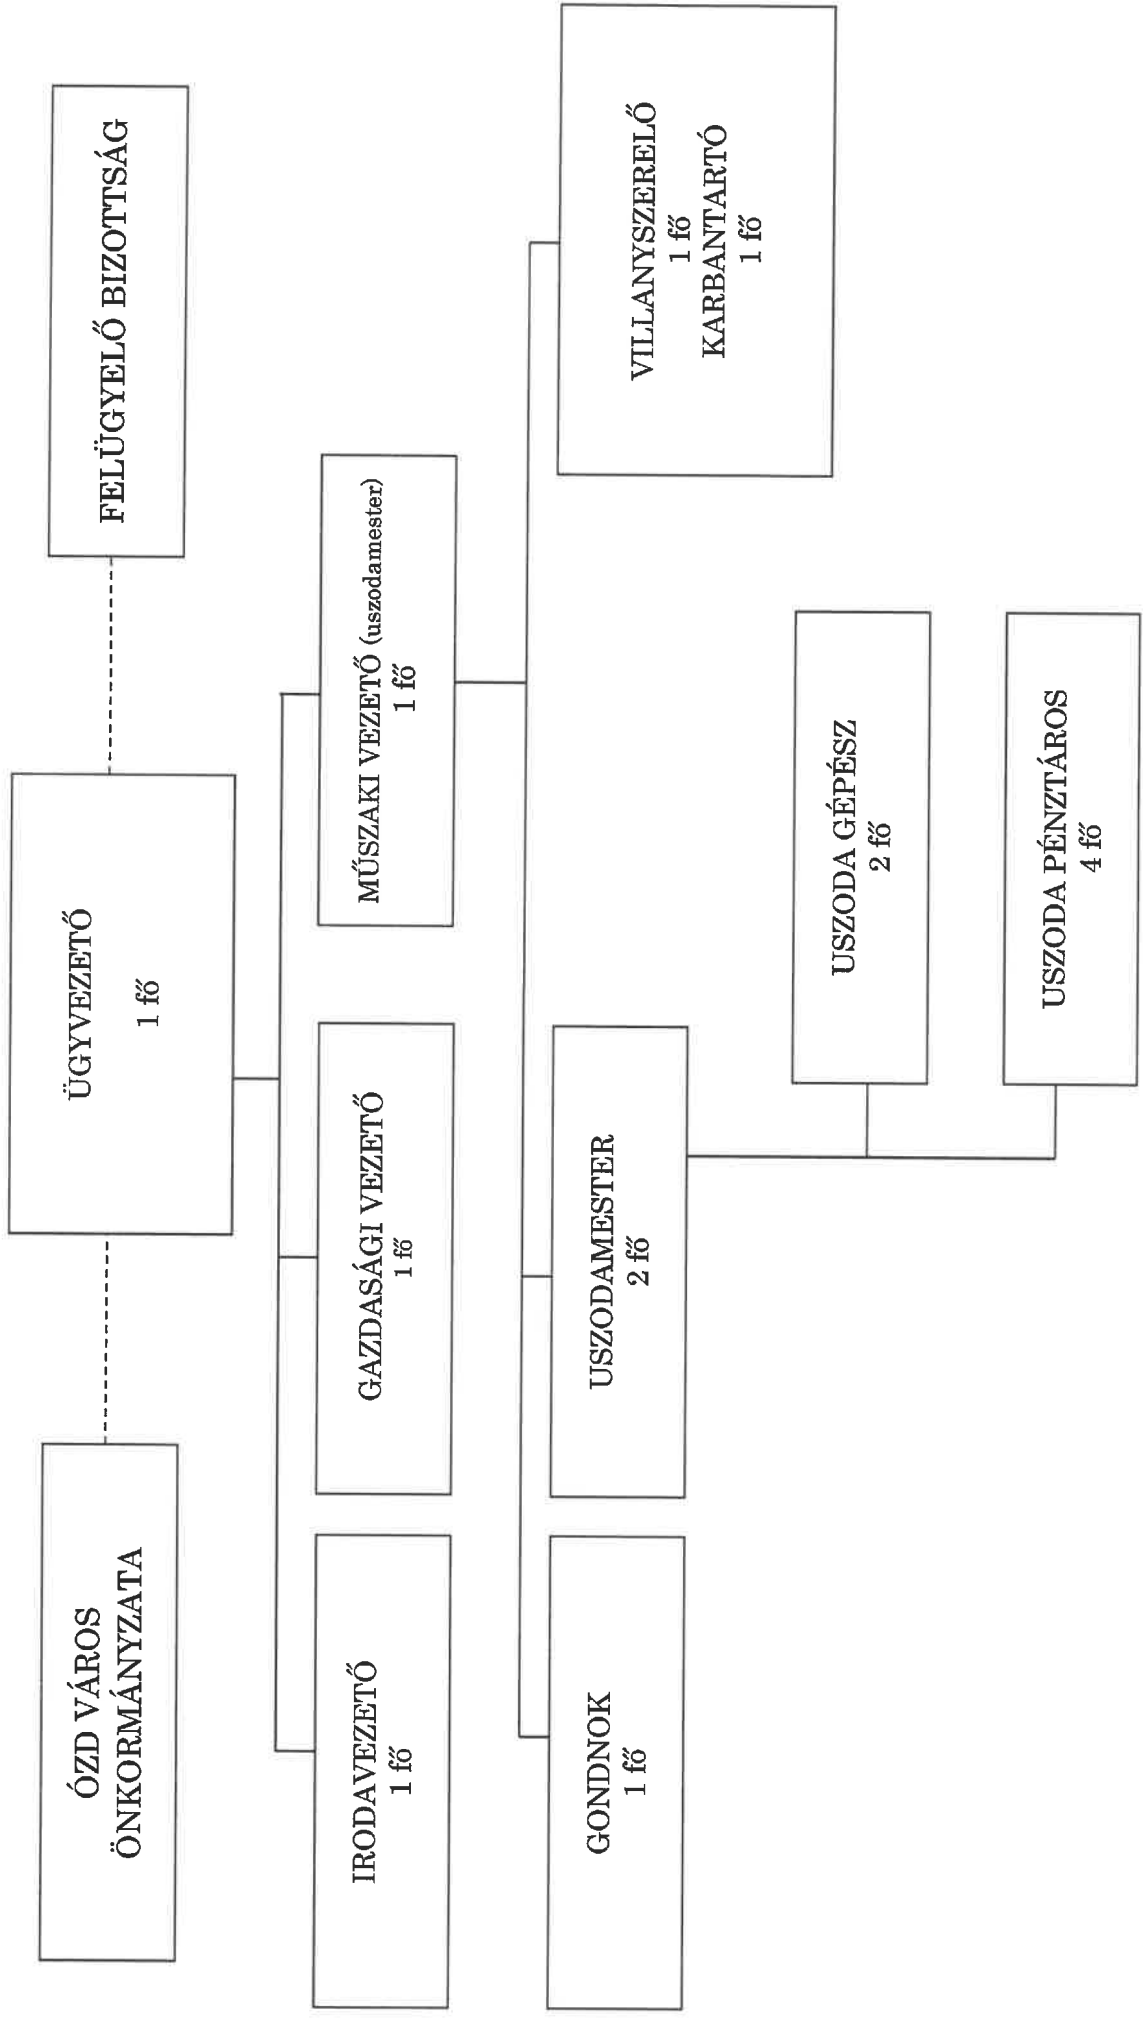 ÓZD VÁROS
ÖNKORMÁNYZATA
ÜGYVEZETŐ
1 fő
FELÜGYELŐ BIZOTTSÁG
IRODAVEZETŐ
1 fő
GAZDASÁGI VEZETŐ
1 fő
MŰSZAKI VEZETŐ (uszodamester)
1 fő
GONDNOK
1 fő
USZODAMESTER
2 fő
VILLANYSZERELŐ
1 fő
KARBANTARTÓ
1 fő
USZODA GÉPÉSZ
2 fő
USZODA PÉNZTÁROS
4 fő